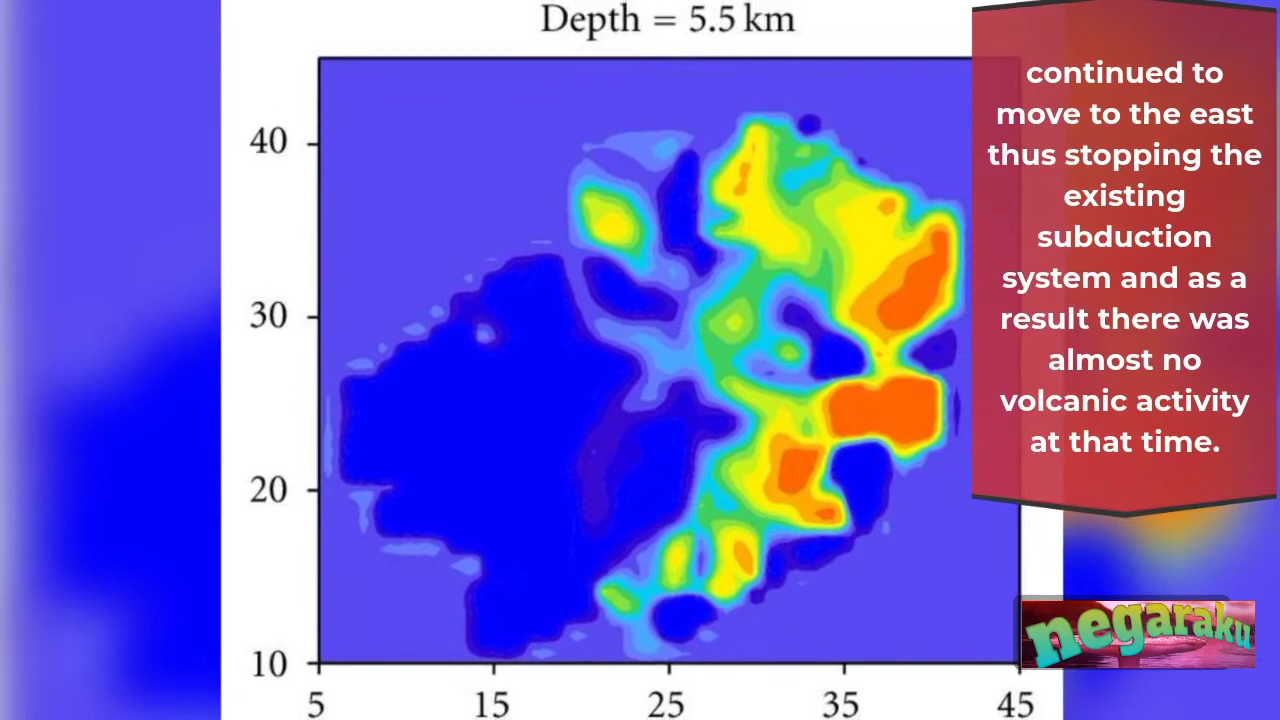 Depth = 5.5 km
40
30
20
10
5 15 25 35 45
continued to
move to the east
thus stopping the
existing
subduction
system and as a
result there was
almost no
volcanic activity
at that time.
negaraku